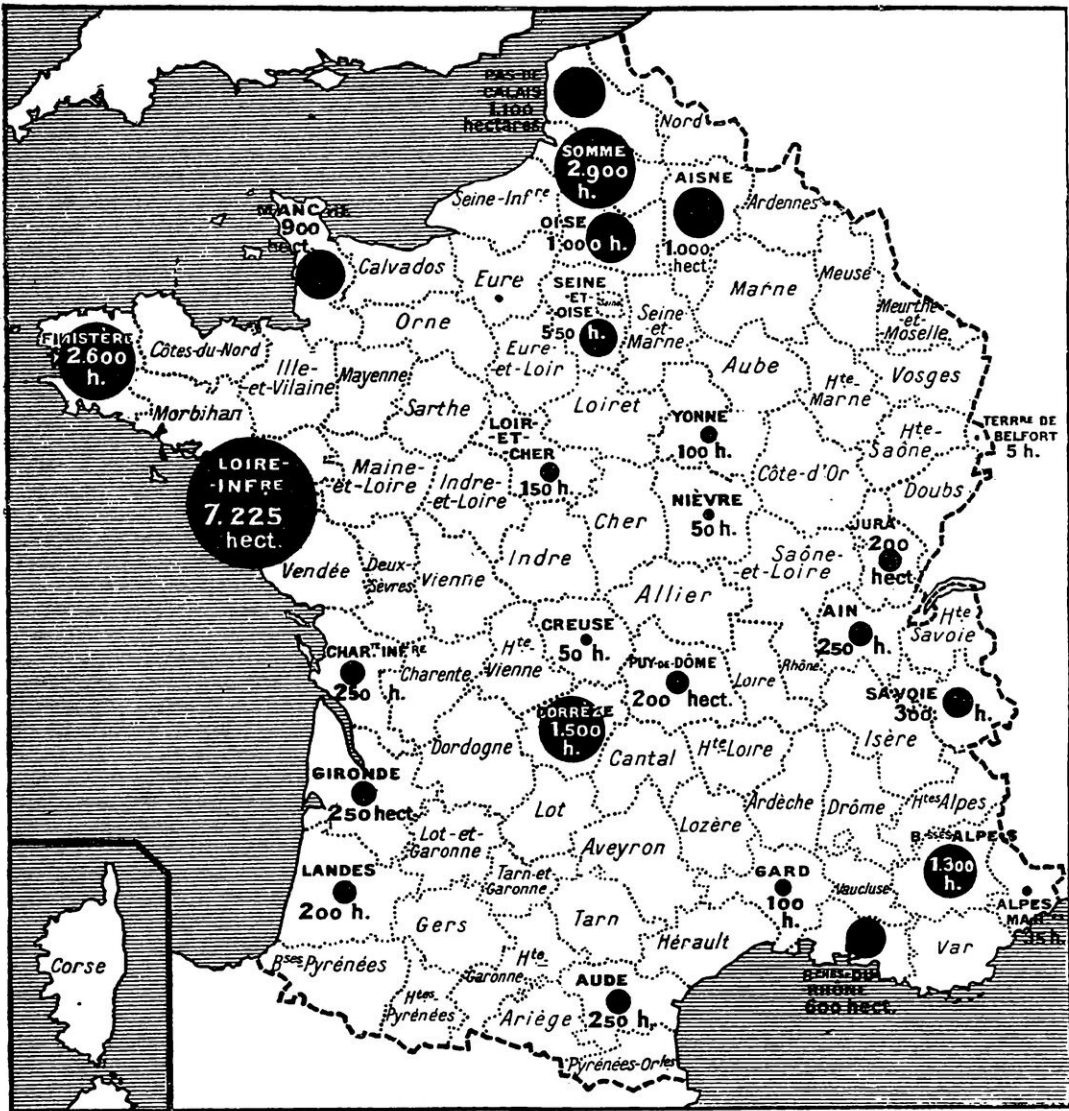 PAS-DE
CALAIS
1.100
hectares
Nord
SOMME
2.900
h.
AISNE
1.000
hect
Ardennes
Seine-Infre
OISE
1.000 h.
MANCHE
900
hect.
Calvados
Eure
SEINE
ET
OISE
550 h.
Seine
Seine
et
Marne
Marne
Meuse
Meurthe-
et-
Moselle
Orne
FINISTÈRE
2.600
h.
Côtes-du-Nord
Ille-
et-Vilaine
Mayenne
Eure-
et-Loir
Aube
Hte
Marne
Vosges
Morbihan
Sarthe
Loiret
YONNE
100 h.
Hte-
Saône
TERRRE DE
BELFORT
5 h.
LOIR-
ET-
CHER
150 h.
LOIRE-
-INFRE
7.225
hect.
Maine-
et-Loire
Indre-
et-Loire
Cher
NIÈVRE
50 h.
Côte-d'Or
Doubs
JURA
200
hect
Vendée
Deux-
Sèvres
Vienne
Indre
Allier
Saône-
et-Loire
AIN
250 h.
Hte
Savoie
CHARTE INFRE
250 h.
Charente
Hte
Vienne
CREUSE
50 h.
PUY-DE-DÔME
200 hect.
Loire
Rhône
SAVOIE
300 h.
Isère
Dordogne
CORRÈZE
1.500
h.
Cantal
Hte Loire
GIRONDE
250 hect.
Lot
Ardèche
Drôme
Htes Alpes
Lot-et-
Garonne
Lozère
Aveyron
BSSES ALPES
1.300
h.
LANDES
200 h.
Tarn-et
Garonne
GARD
100
h.
Vaucluse
ALPES
35 h.
Gers
Tarn
Hérault
Var
Corse
Bses Pyrénées
Hte-
Garonne
BCHES-DU
RHÔNE
600 hect.
Htes
Pyrénées
Ariège
AUDE
250 h.
Pyrénées-Orles